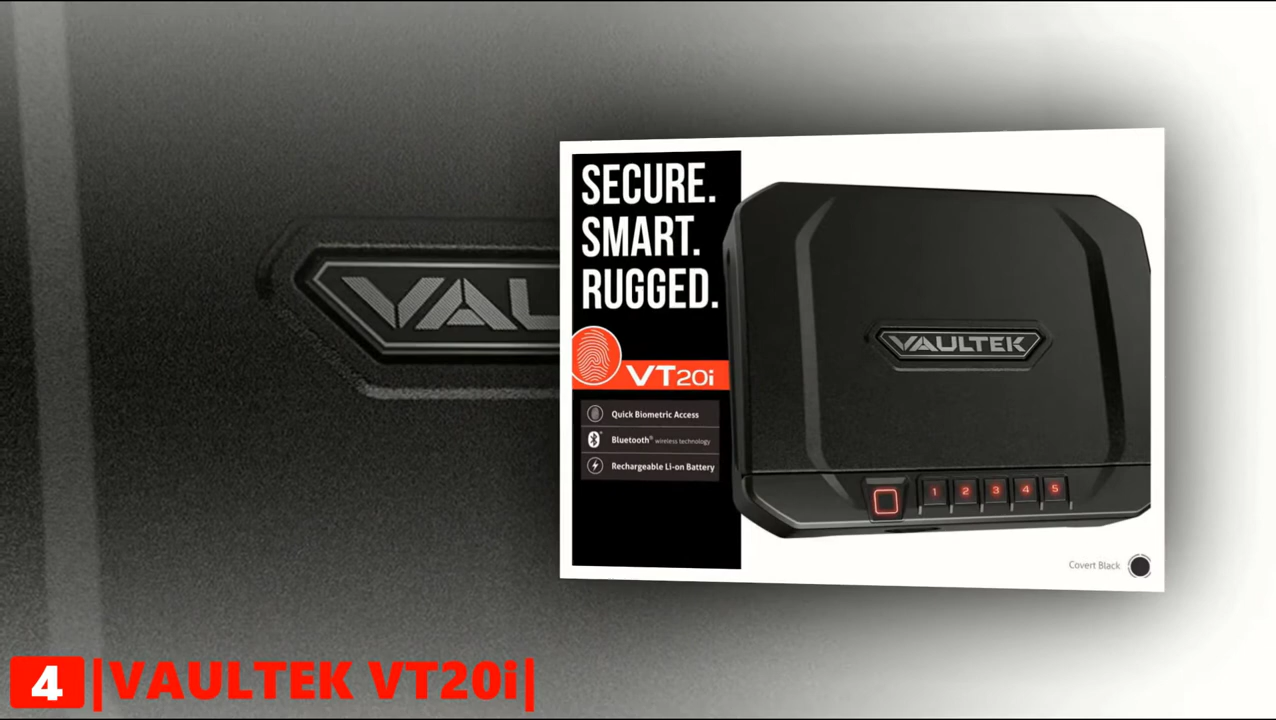 SECURE.
SMART.
RUGGED.
VT20i
Quick Biometric Access
Bluetooth® wireless technology
Rechargeable Li-on Battery
VAU
VAULTEK
1 2 3 4 5
Covert Black
4 |VAULTEK VT20i|